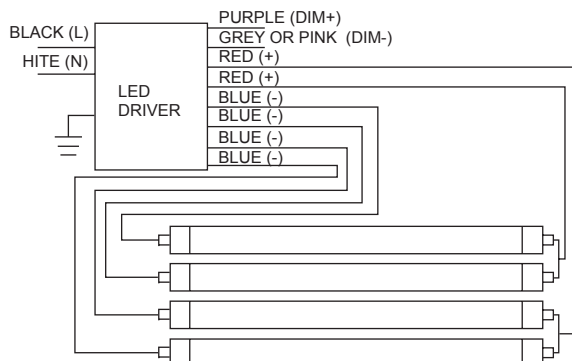 PURPLE (DIM+)
BLACK (L)
GREY OR PINK (DIM-)
HITE (N)
RED (+)
RED (+)
LED
DRIVER
BLUE (-)
BLUE (-)
BLUE (-)
BLUE (-)